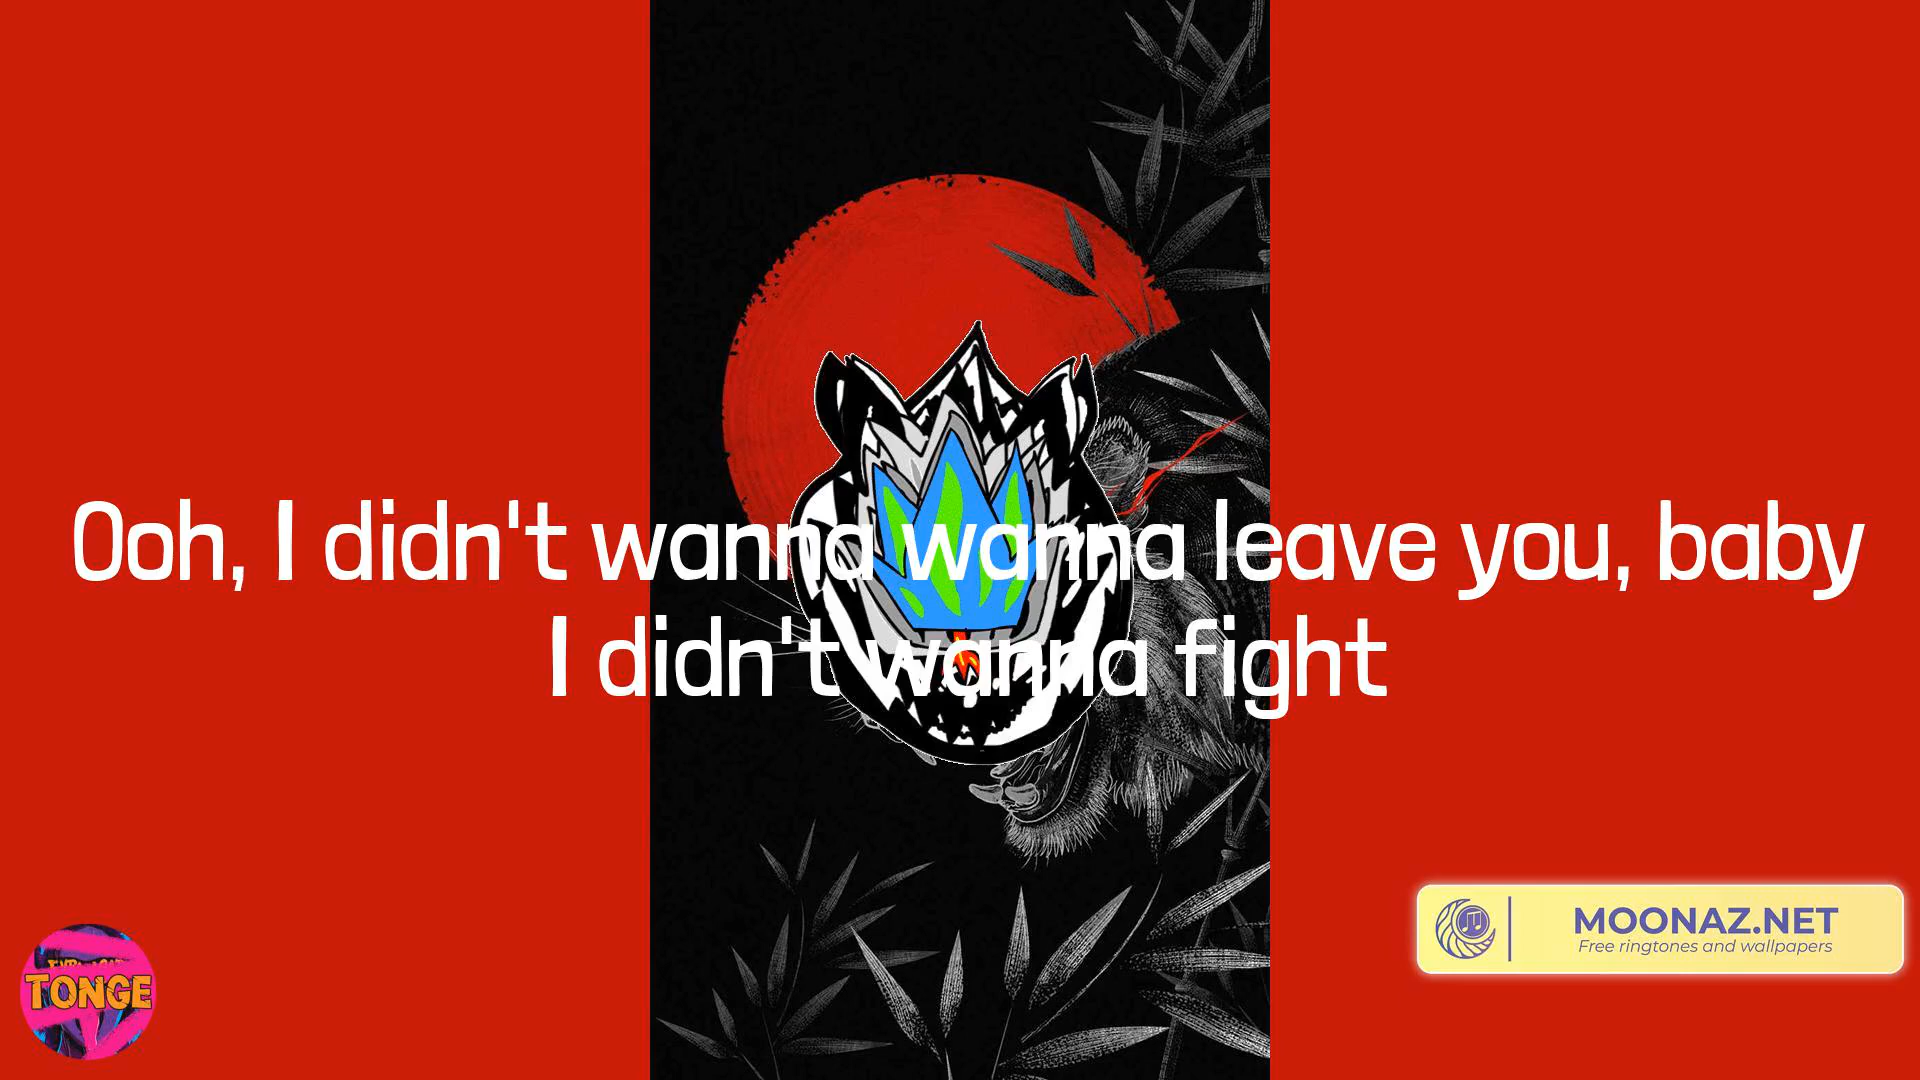 Ooh, I didn't wanna wanna leave you, baby
I didn't wanna fight
MOONAZ.NET
Free ringtones and wallpapers
TONGE